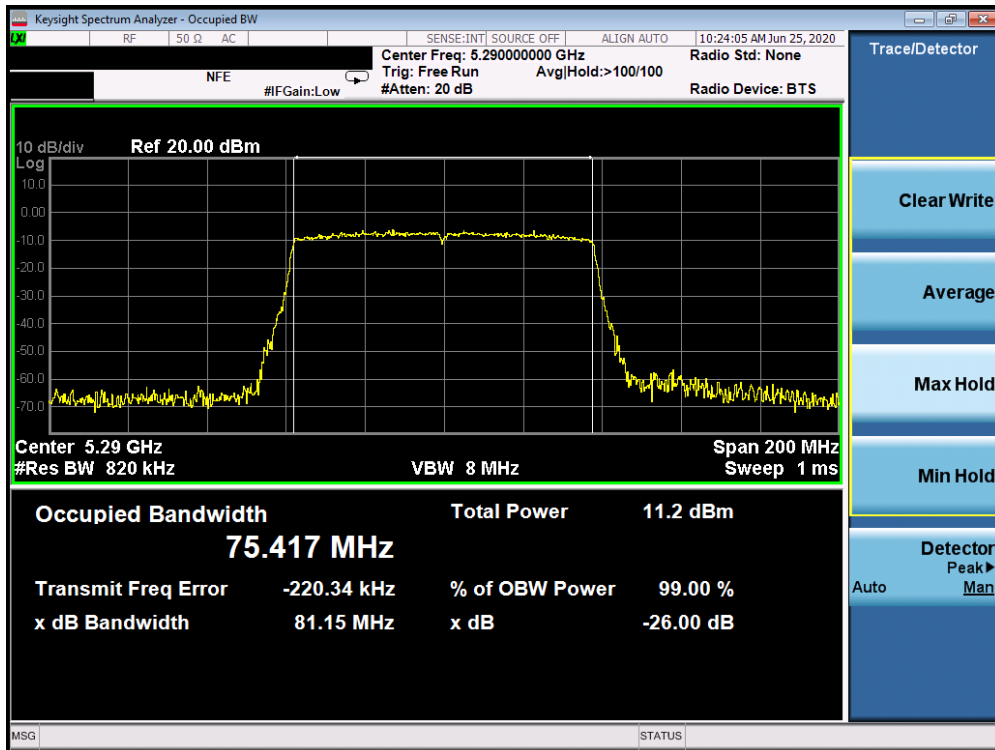 Keysight Spectrum Analyzer - Occupied BW
LXI RF 50 Ω AC SENSE:INT SOURCE OFF ALIGN AUTO 10:24:05 AM Jun 25, 2020
Center Freq: 5.290000000 GHz Radio Std: None
NFE Trig: Free Run Avg|Hold:>100/100
#IFGain:Low #Atten: 20 dB Radio Device: BTS
10 dB/div Ref 20.00 dBm
Log
10.0
0.00
-10.0
-20.0
-30.0
-40.0
-50.0
-60.0
-70.0
Center 5.29 GHz Span 200 MHz
#Res BW 820 kHz VBW 8 MHz Sweep 1 ms
Occupied Bandwidth Total Power 11.2 dBm
75.417 MHz
Transmit Freq Error -220.34 kHz % of OBW Power 99.00 %
x dB Bandwidth 81.15 MHz x dB -26.00 dB
MSG STATUS
Trace/Detector
Clear Write
Average
Max Hold
Min Hold
Detector
Peak▶
Auto Man